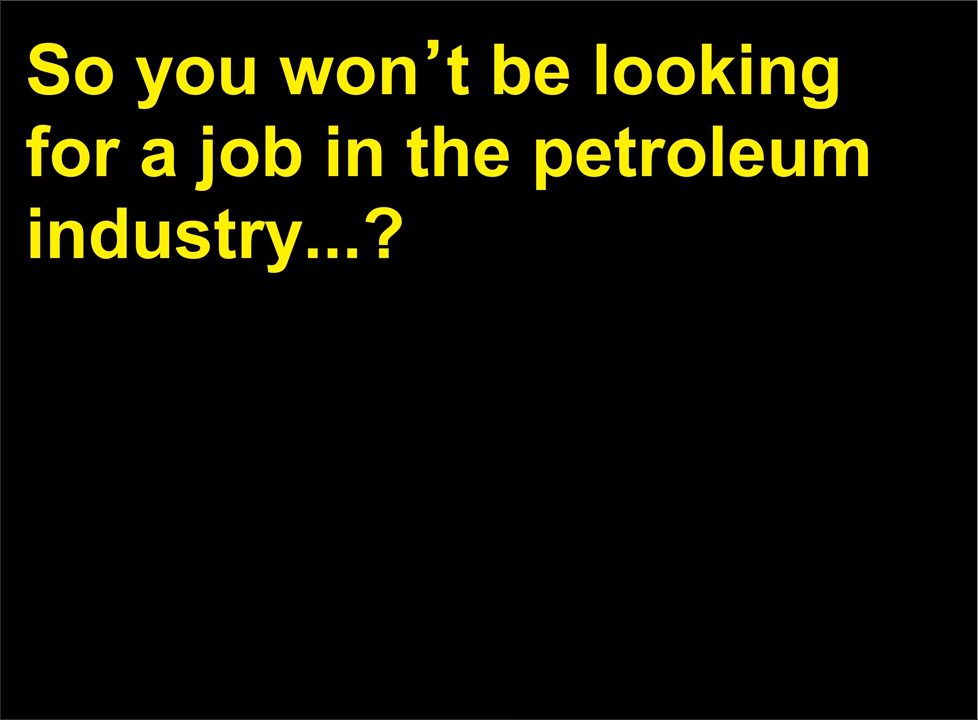 So you won’t be looking
for a job in the petroleum
industry...?